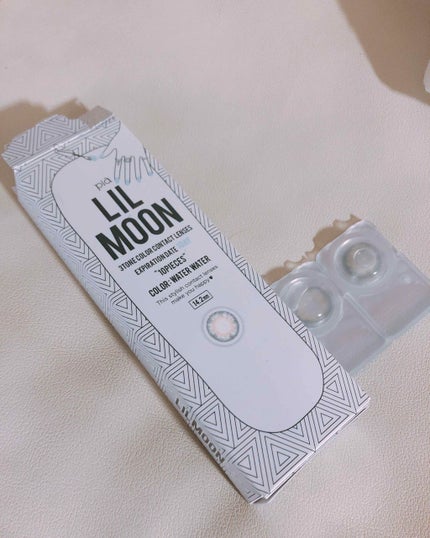 pia
LIL
MOON
3TONE COLOR CONTACT LENSES
EXPIRATION DATE 1DAY
"10PIECES"
COLOR: WATER WATER
This stylish contact lenses
make you happy♥
14.2mm
LIL MOON